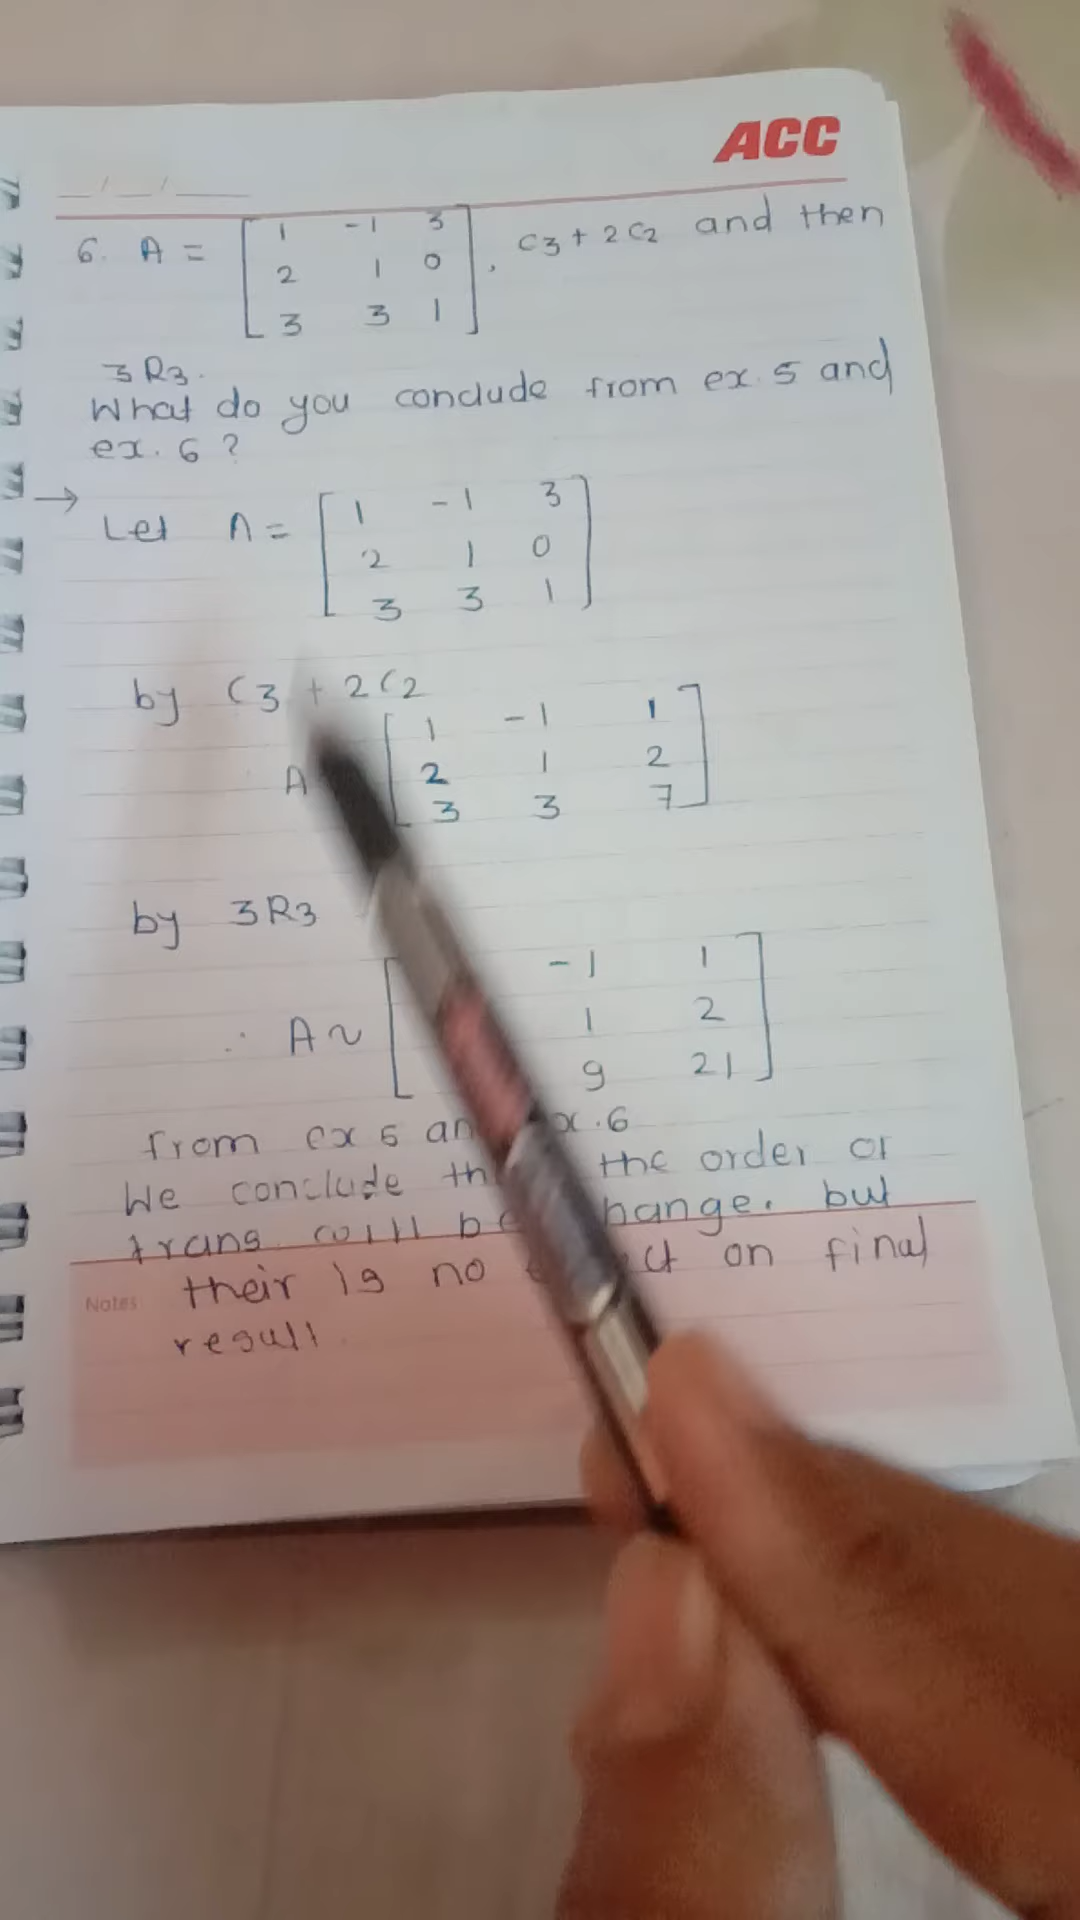 ACC
6. A = [ 1 -1 3 ] , C3 + 2C2 and then
2 1 0
3 3 1
3R3.
What do you conclude from ex. 5 and
ex. 6 ?
→ Let A = [ 1 -1 3 ]
2 1 0
3 3 1
by C3 + 2C2
A [ 1 -1 1 ]
2 1 2
3 3 7
by 3R3
∴ A ~ [ -1 1 ]
1 2
9 21
from ex 5 an x.6
We conclude th the order of
trans will be hange. but
Notes their is no ct on final
result.